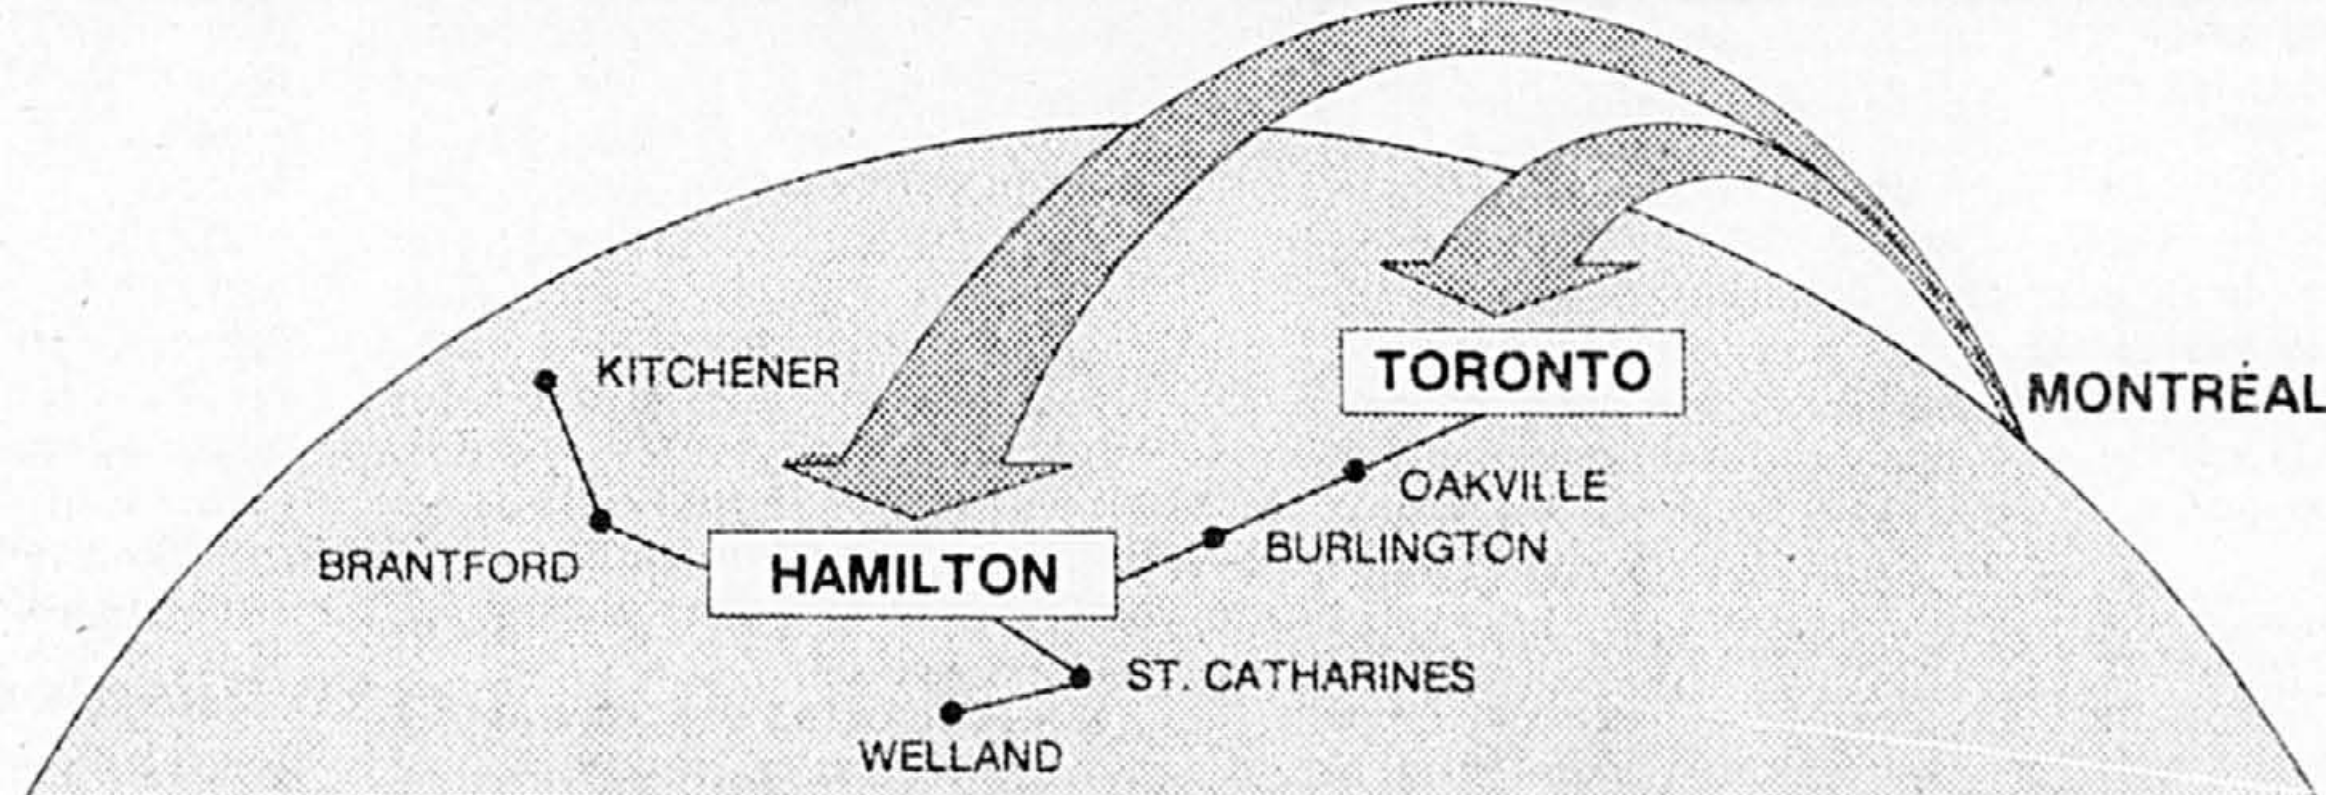 KITCHENER
TORONTO
MONTRÉAL
OAKVILLE
BURLINGTON
BRANTFORD
HAMILTON
ST. CATHARINES
WELLAND